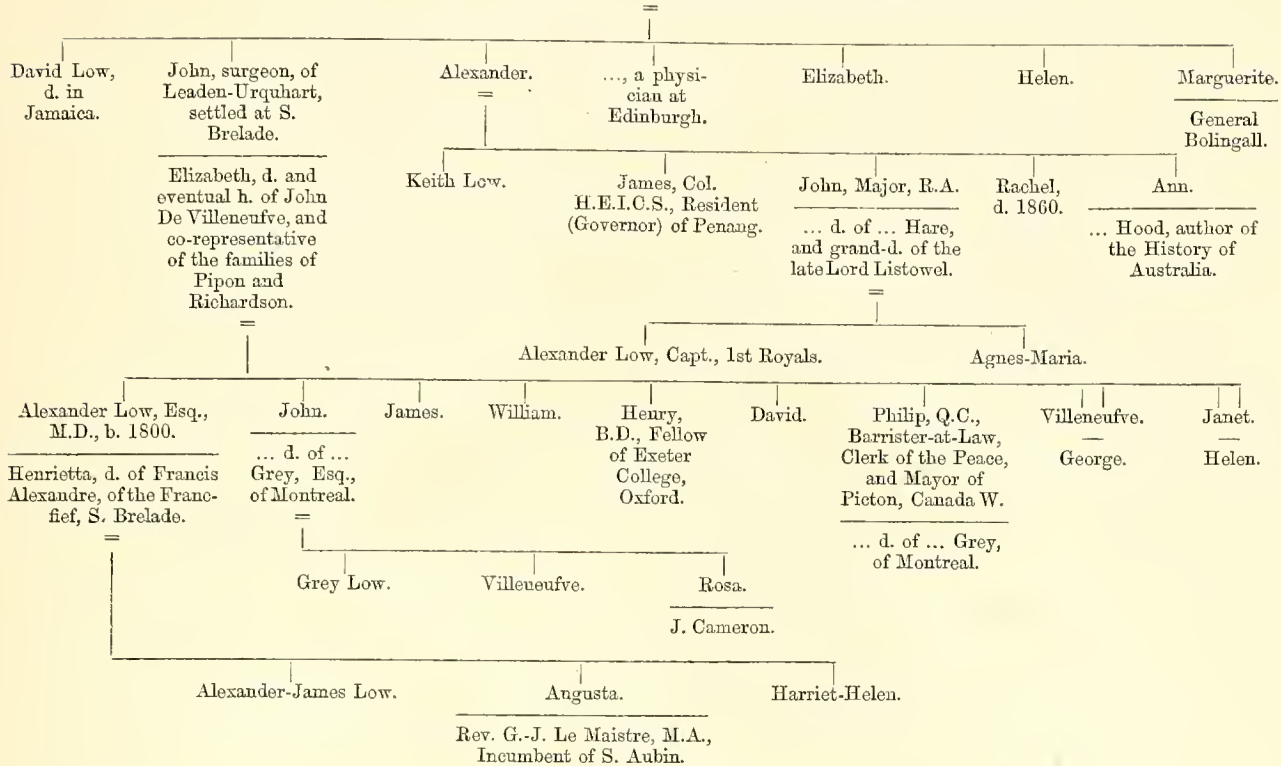 =
David Low,
d. in
Jamaica.
John, surgeon, of
Leaden-Urquhart,
settled at S.
Brelade.
Elizabeth, d. and
eventual h. of John
De Villeneufve, and
co-representative
of the families of
Pipon and
Richardson.
=
Alexander.
=
..., a physi-
cian at
Edinburgh.
Elizabeth.
Helen.
Marguerite.
General
Bolingall.
Keith Low.
James, Col.
H.E.I.C.S., Resident
(Governor) of Penang.
John, Major, R.A.
... d. of ... Hare,
and grand-d. of the
late Lord Listowel.
=
Rachel,
d. 1860.
Ann.
... Hood, author of
the History of
Australia.
Alexander Low, Capt., 1st Royals.
Agnes-Maria.
Alexander Low, Esq.,
M.D., b. 1800.
Henrietta, d. of Francis
Alexandre, of the Franc-
fief, S. Brelade.
=
John.
... d. of ...
Grey, Esq.,
of Montreal.
=
James.
William.
Henry,
B.D., Fellow
of Exeter
College,
Oxford.
David.
Philip, Q.C.,
Barrister-at-Law,
Clerk of the Peace,
and Mayor of
Picton, Canada W.
... d. of ... Grey,
of Montreal.
Villeneufve.
—
George.
Janet.
—
Helen.
Grey Low.
Villeneufve.
Rosa.
J. Cameron.
Alexander-James Low.
Angusta.
Rev. G.-J. Le Maistre, M.A.,
Incumbent of S. Aubin.
Harriet-Helen.